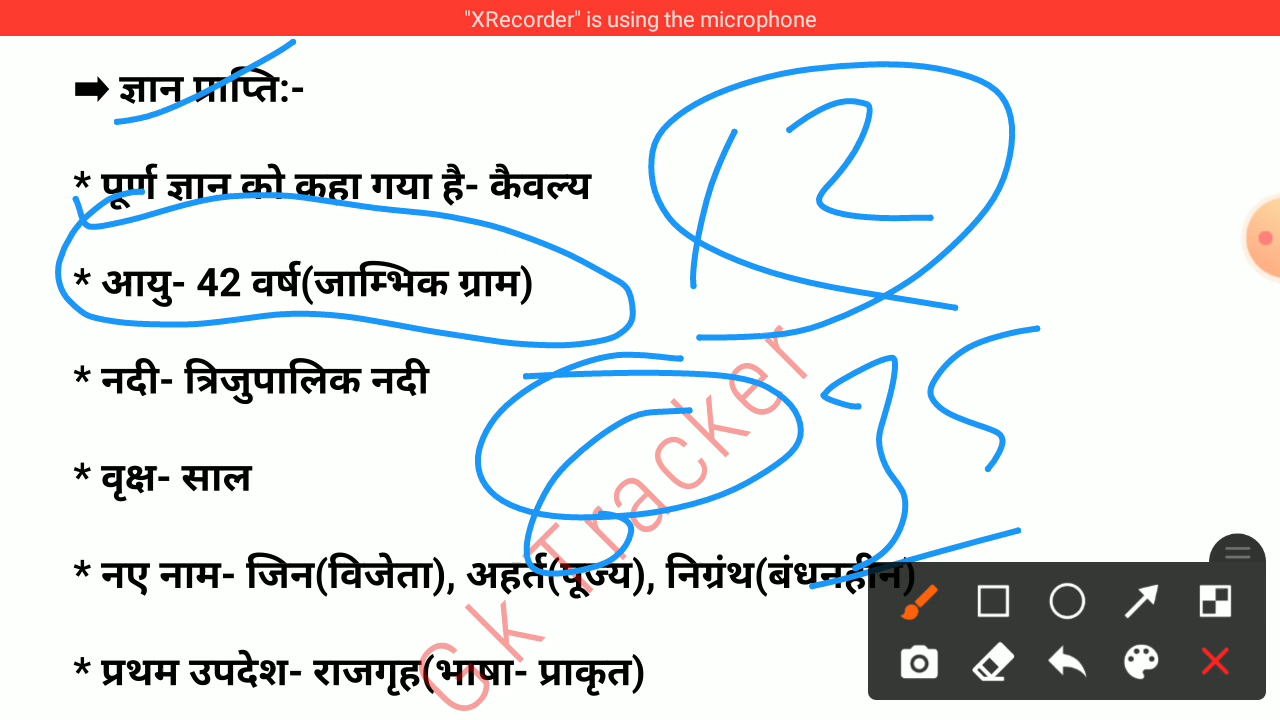 "XRecorder" is using the microphone
➡ ज्ञान प्राप्ति:-
* पूर्ण ज्ञान को कहा गया है- कैवल्य
12
* आयु- 42 वर्ष(जाम्भिक ग्राम)
* नदी- त्रिजुपालिक नदी
* वृक्ष- साल
* नए नाम- जिन(विजेता), अहर्त(पूज्य), निग्रंथ(बंधनहीन)
* प्रथम उपदेश- राजगृह(भाषा- प्राकृत)
Gk Tracker